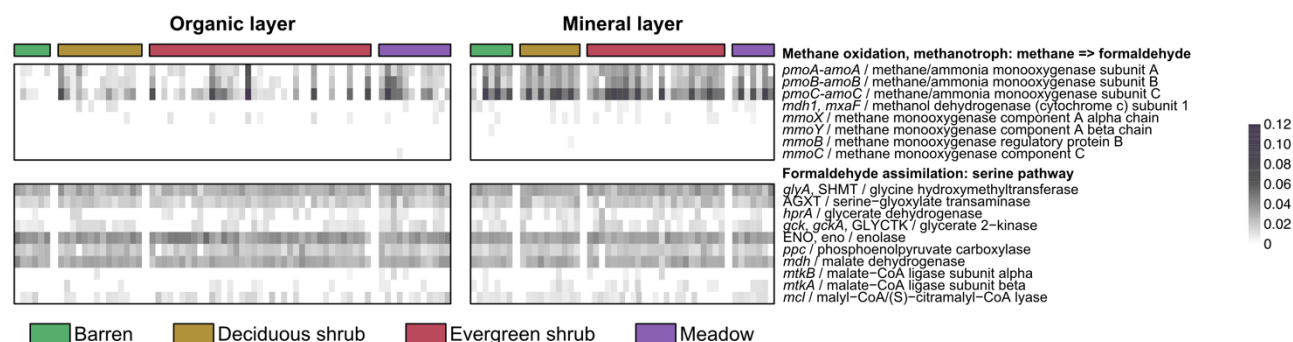 Organic layer
Mineral layer
Methane oxidation, methanotroph: methane => formaldehyde
pmoA-amoA / methane/ammonia monooxygenase subunit A
pmoB-amoB / methane/ammonia monooxygenase subunit B
pmoC-amoC / methane/ammonia monooxygenase subunit C
mdh1, mxaF / methanol dehydrogenase (cytochrome c) subunit 1
mmoX / methane monooxygenase component A alpha chain
mmoY / methane monooxygenase component A beta chain
mmoB / methane monooxygenase regulatory protein B
mmoC / methane monooxygenase component C
0.12
0.10
0.08
0.06
0.04
0.02
0
Formaldehyde assimilation: serine pathway
glyA, SHMT / glycine hydroxymethyltransferase
AGXT / serine−glyoxylate transaminase
hprA / glycerate dehydrogenase
gck, gckA, GLYCTK / glycerate 2−kinase
ENO, eno / enolase
ppc / phosphoenolpyruvate carboxylase
mdh / malate dehydrogenase
mtkB / malate−CoA ligase subunit alpha
mtkA / malate−CoA ligase subunit beta
mcl / malyl−CoA/(S)−citramalyl−CoA lyase
Barren
Deciduous shrub
Evergreen shrub
Meadow